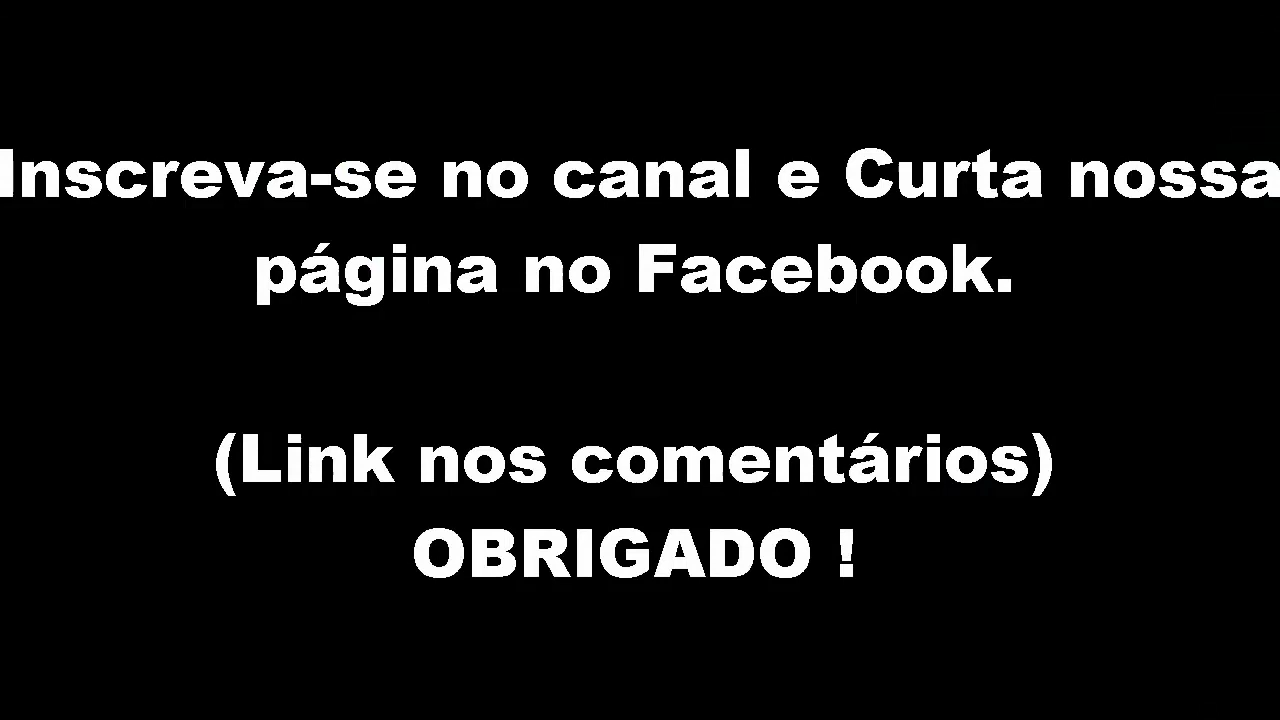 Inscreva-se no canal e Curta nossa
página no Facebook.
(Link nos comentários)
OBRIGADO !